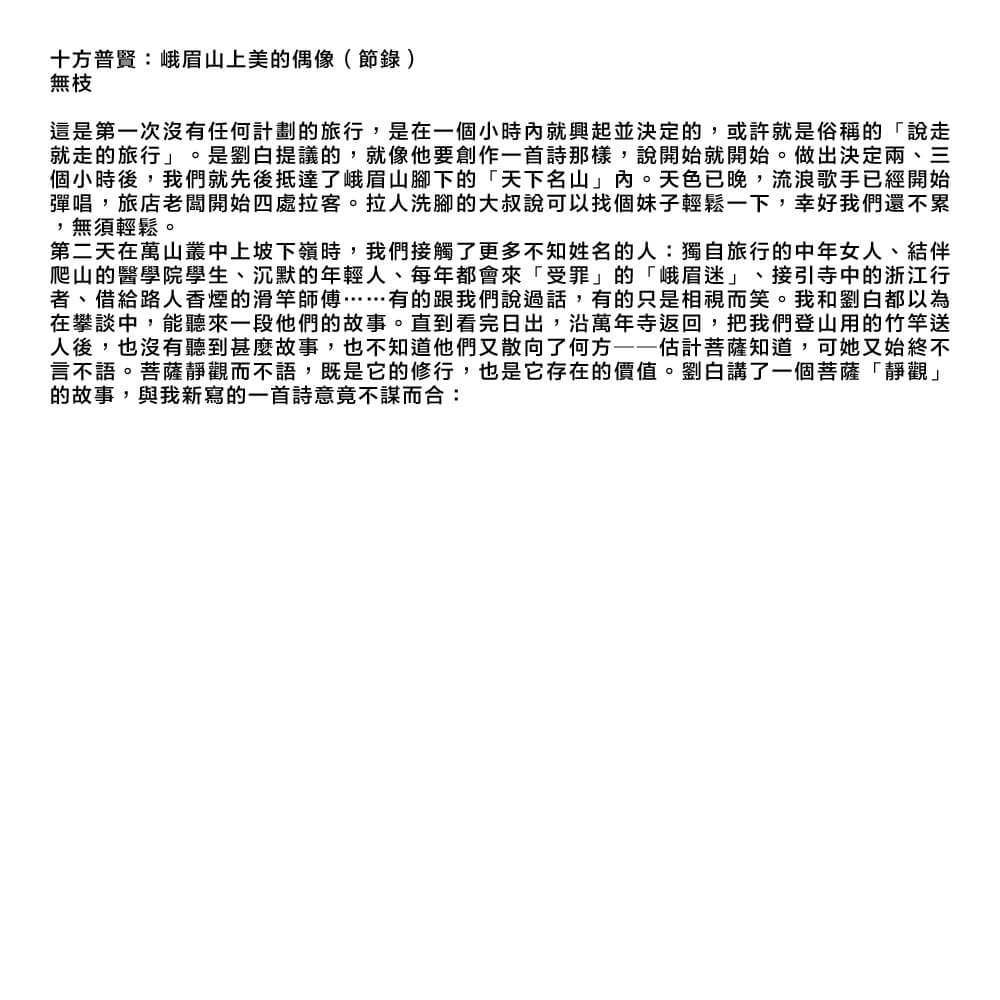 十方普賢：峨眉山上美的偶像（節錄）
無枝
這是第一次沒有任何計劃的旅行，是在一個小時內就興起並決定的，或許就是俗稱的「說走
就走的旅行」。是劉白提議的，就像他要創作一首詩那樣，說開始就開始。做出決定兩、三
個小時後，我們就先後抵達了峨眉山腳下的「天下名山」內。天色已晚，流浪歌手已經開始
彈唱，旅店老闆開始四處拉客。拉人洗腳的大叔說可以找個妹子輕鬆一下，幸好我們還不累
，無須輕鬆。
第二天在萬山叢中上坡下嶺時，我們接觸了更多不知姓名的人：獨自旅行的中年女人、結伴
爬山的醫學院學生、沉默的年輕人、每年都會來「受罪」的「峨眉迷」、接引寺中的浙江行
者、借給路人香煙的滑竿師傅⋯⋯有的跟我們說過話，有的只是相視而笑。我和劉白都以為
在攀談中，能聽來一段他們的故事。直到看完日出，沿萬年寺返回，把我們登山用的竹竿送
人後，也沒有聽到甚麼故事，也不知道他們又散向了何方──估計菩薩知道，可她又始終不
言不語。菩薩靜觀而不語，既是它的修行，也是它存在的價值。劉白講了一個菩薩「靜觀」
的故事，與我新寫的一首詩意竟不謀而合：